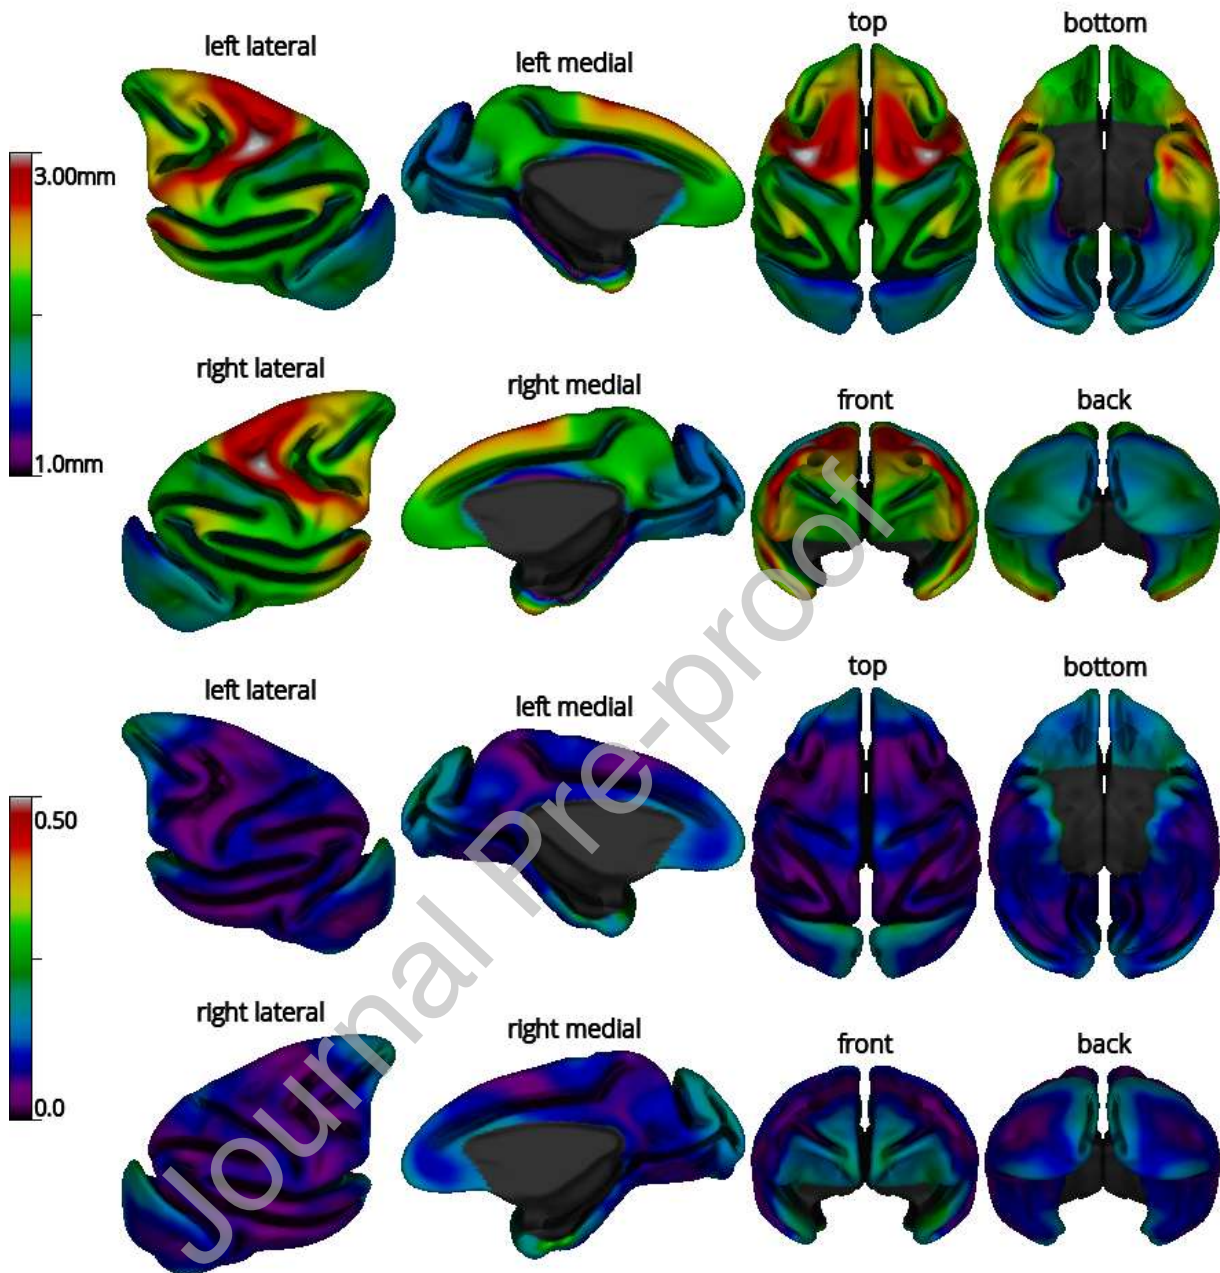 left lateral
left medial
top
bottom
3.00mm
1.0mm
right lateral
right medial
front
back
left lateral
left medial
top
bottom
0.50
0.0
right lateral
right medial
front
back
Journal Pre-proof